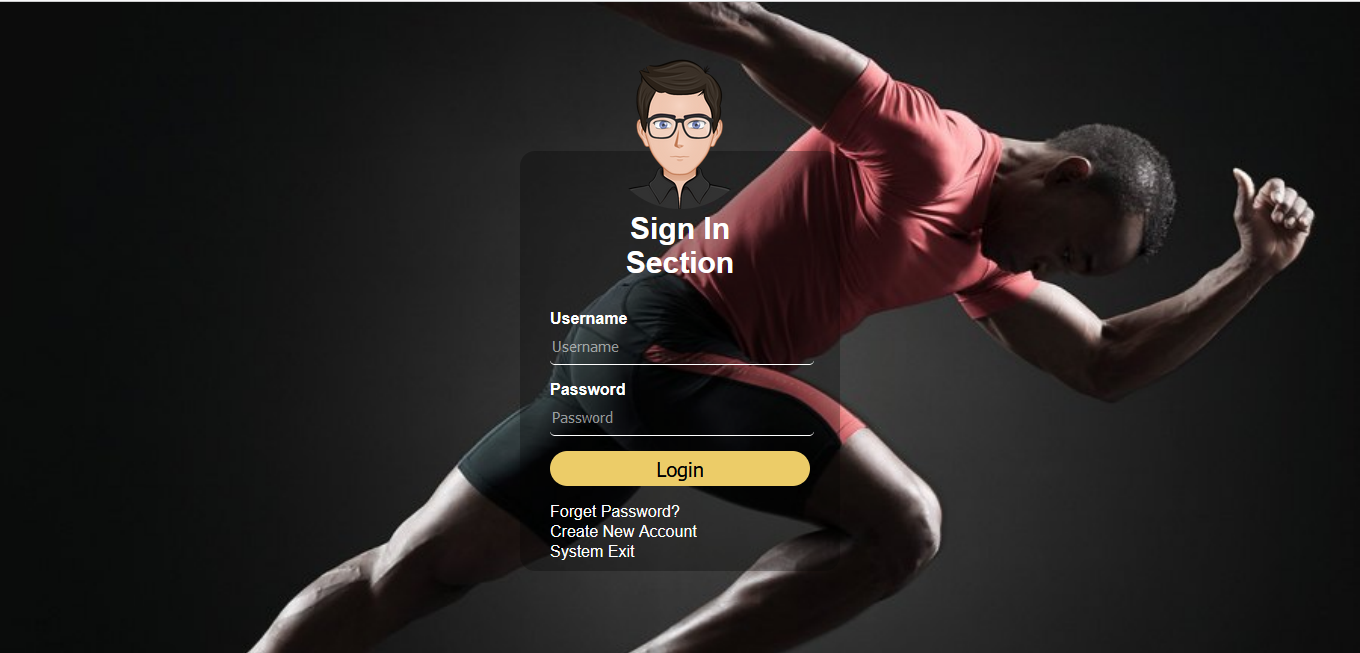 Sign In
Section
Username
Username
Password
Password
Login
Forget Password?
Create New Account
System Exit